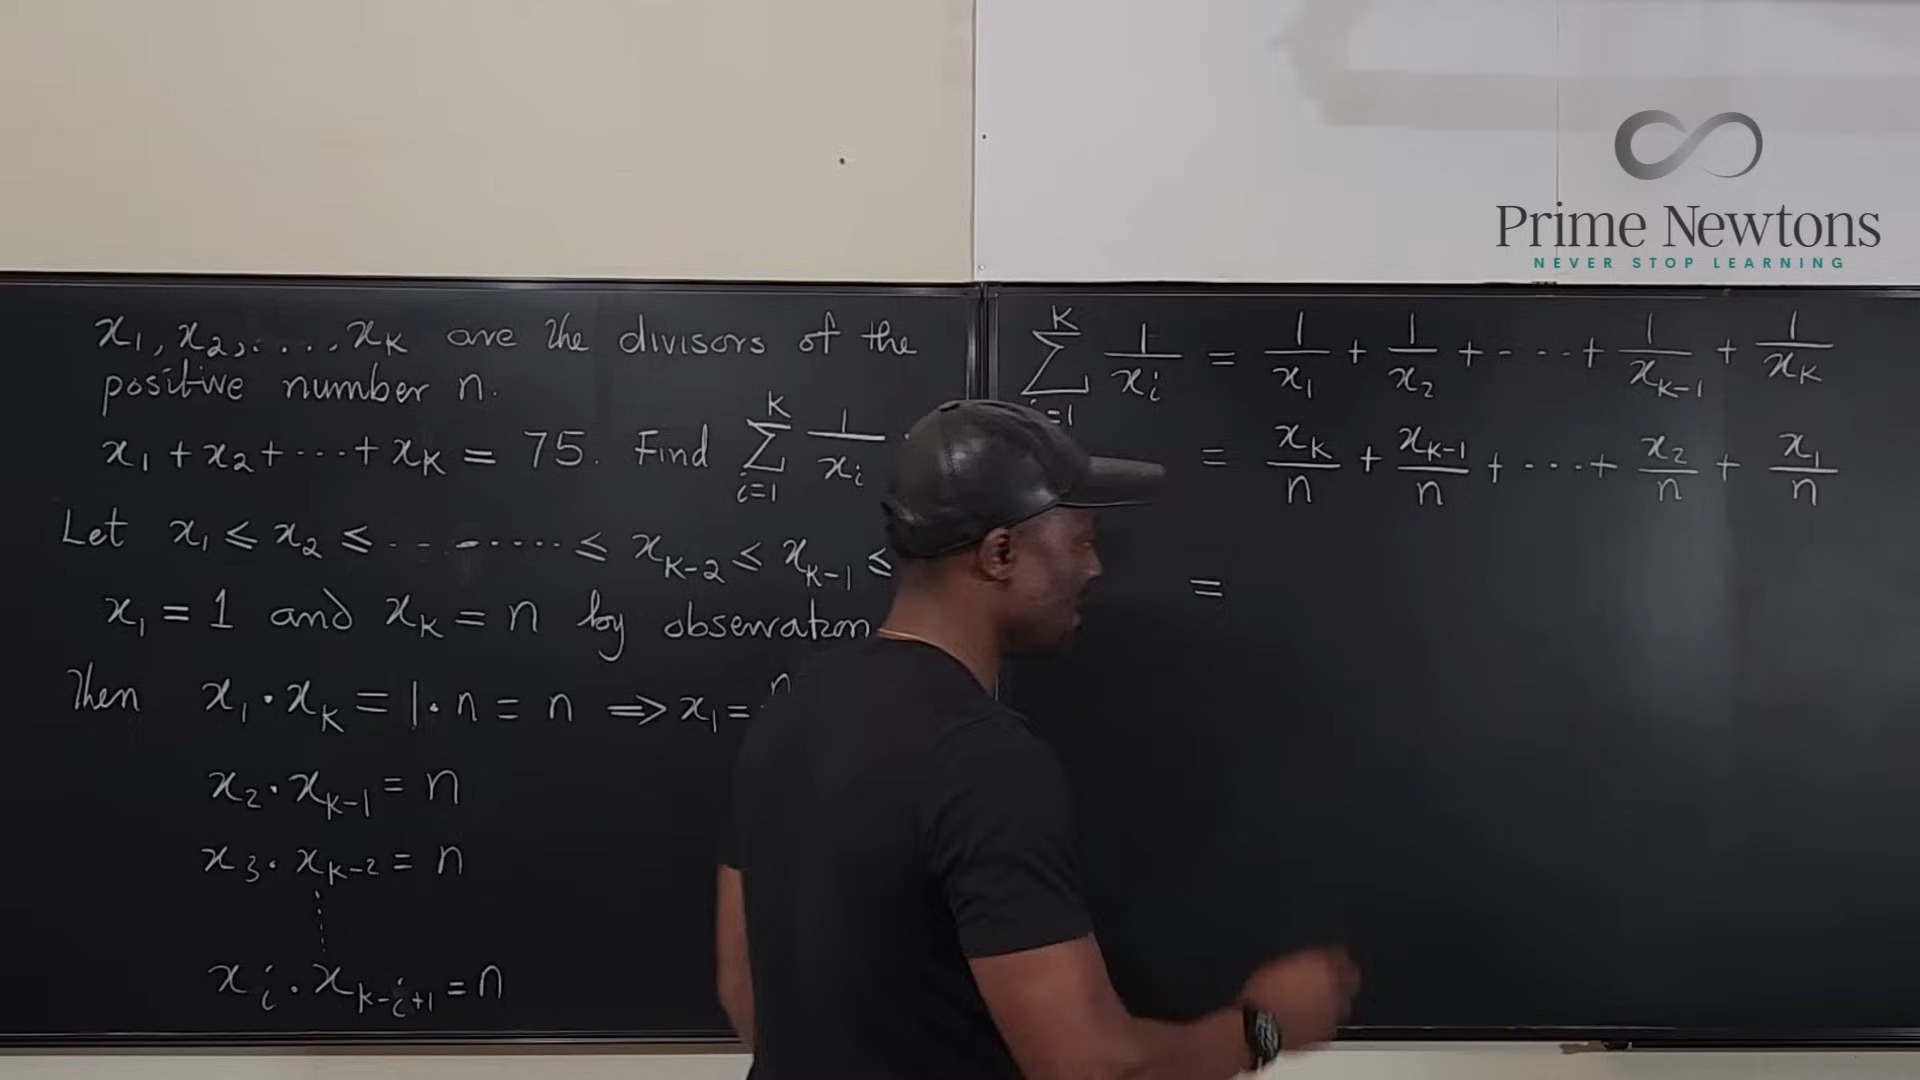 Prime Newtons
NEVER STOP LEARNING
x₁, x₂, . . . , x_K are the divisors of the
positive number n.
x₁ + x₂ + ··· + x_K = 75. Find ∑_{i=1}^{K} 1/x_i
Let x₁ ≤ x₂ ≤ ········ ≤ x_{K-2} ≤ x_{K-1} ≤
x₁ = 1 and x_K = n by observation
Then x₁ · x_K = 1 · n = n ⟹ x₁ = n
x₂ · x_{K-1} = n
x₃ · x_{K-2} = n
⋮
x_i · x_{K-i+1} = n
∑_{i=1}^{K} 1/x_i = 1/x₁ + 1/x₂ + ···· + 1/x_{K-1} + 1/x_K
= x_K/n + x_{K-1}/n + ···· + x₂/n + x₁/n
=